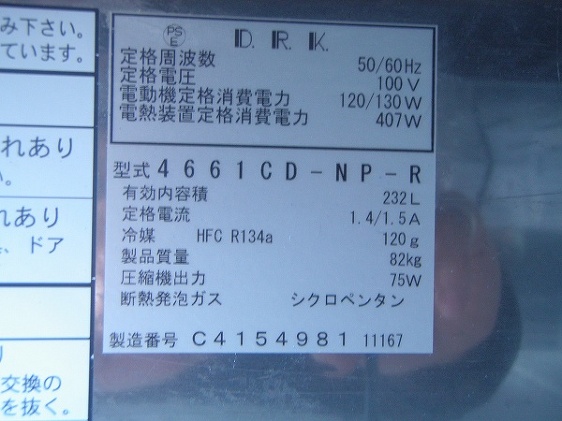 み下さい。
ています。
れあり
い。
れあり
、ドア
り
交換の
を抜く。
PS
E
D.R.K.
定格周波数 50/60Hz
定格電圧 100V
電動機定格消費電力 120/130W
電熱装置定格消費電力 407W
型式 4661CD-NP-R
有効内容積 232L
定格電流 1.4/1.5A
冷媒 HFC R134a 120g
製品質量 82kg
圧縮機出力 75W
断熱発泡ガス シクロペンタン
製造番号 C4154981 11167